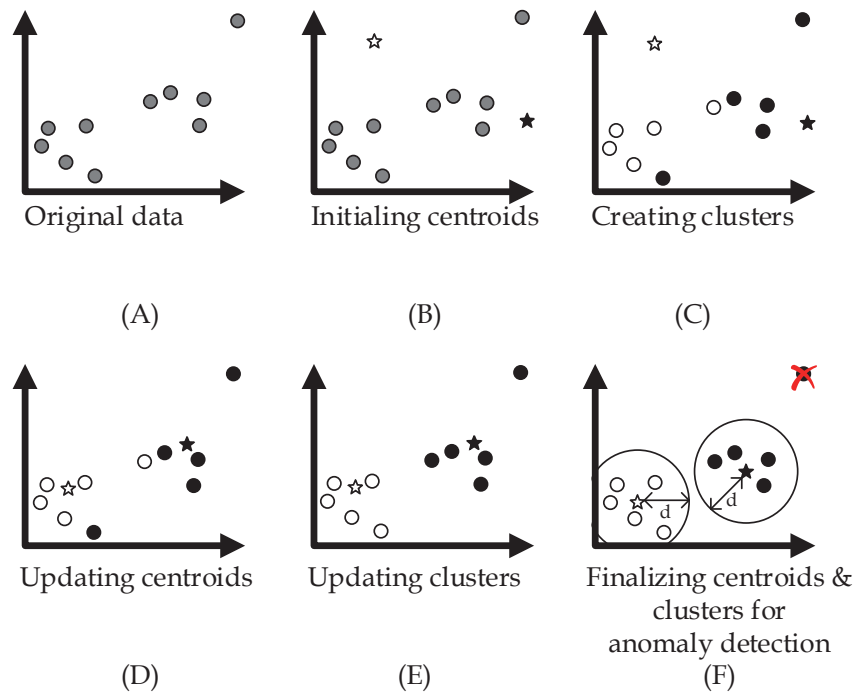 Original data
Initialing centroids
Creating clusters
(A)
(B)
(C)
d
d
Updating centroids
Updating clusters
Finalizing centroids &
clusters for
anomaly detection
(D)
(E)
(F)